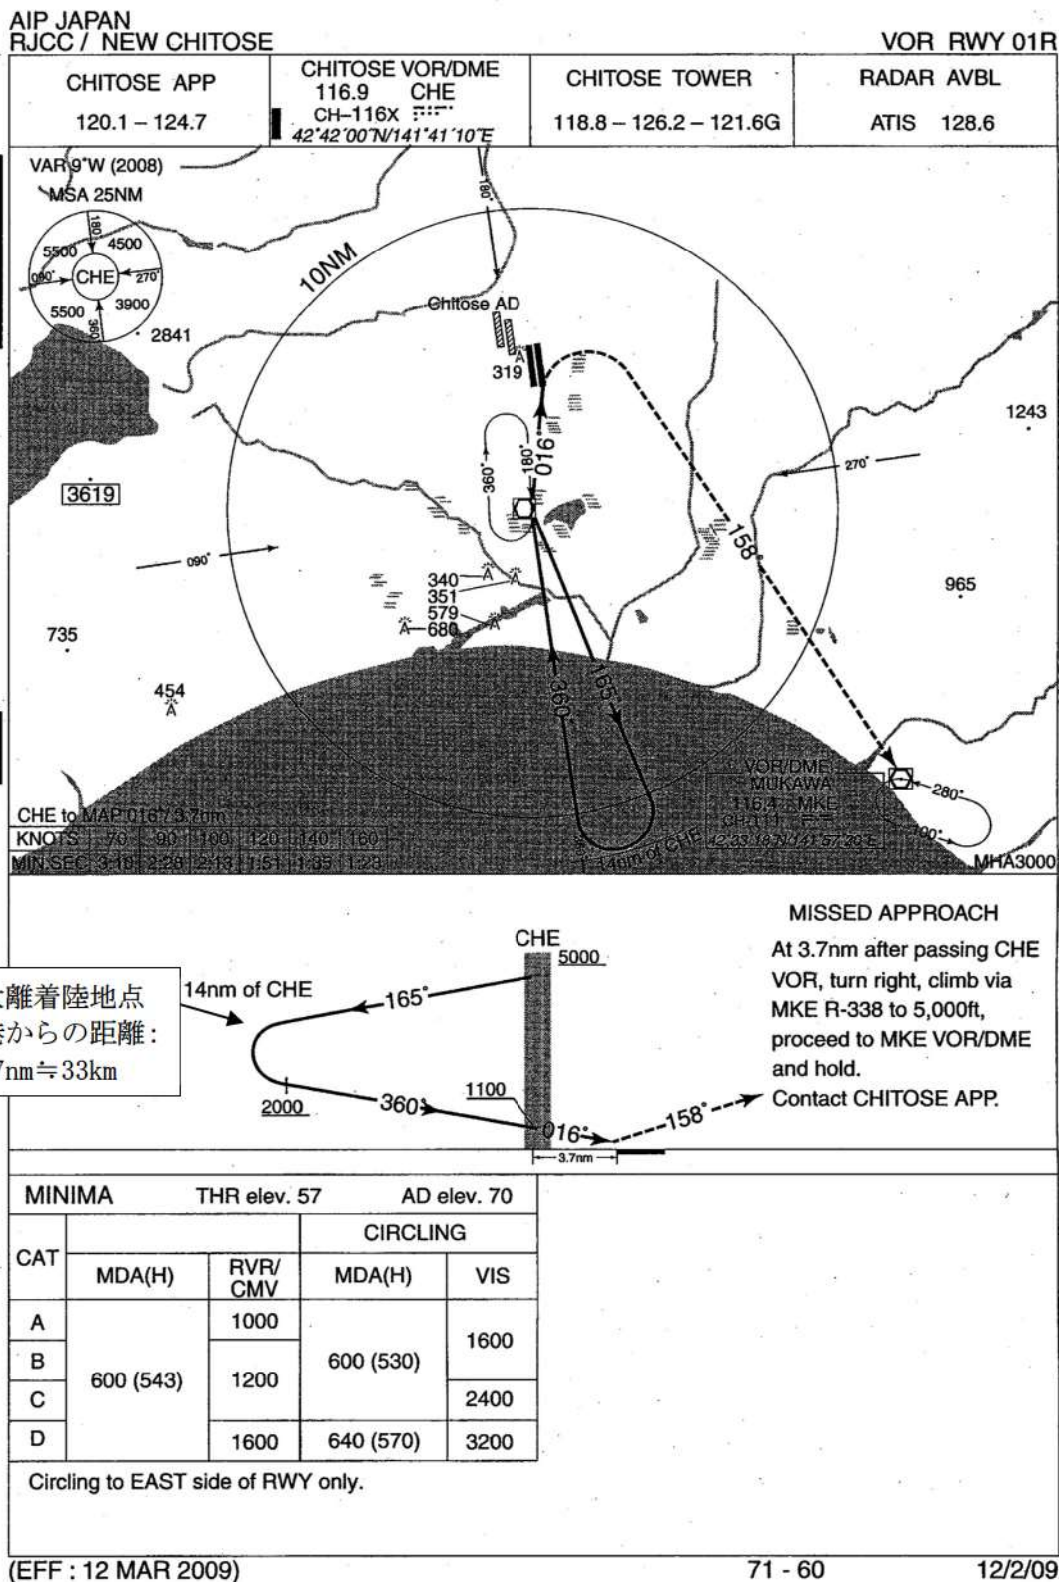 AIP JAPAN
RJCC / NEW CHITOSE
VOR RWY 01R
CHITOSE APP
120.1 – 124.7
CHITOSE VOR/DME
116.9 CHE
CH–116X
42°42´00˝N/141°41´10˝E
CHITOSE TOWER
118.8 – 126.2 – 121.6G
RADAR AVBL
ATIS 128.6
VAR 9°W (2008)
MSA 25NM
180°
5500
4500
090°
CHE
270°
5500
3900
360°
2841
180°
10NM
Chitose AD
319
1243
3619
360°
180°
016°
270°
090°
158°
340
351
579
680
965
735
454
360°
165°
VOR/DME
MUKAWA
116.4 MKE
CH-111
42°33´18˝N/141°57´20˝E
280°
100°
MHA3000
14nm of CHE
CHE to MAP 016°/ 3.7nm
KNOTS 70 90 100 120 140 160
MIN:SEC 3:10 2:28 2:13 1:51 1:35 1:23
CHE
5000
14nm of CHE
165°
離着陸地点
からの距離：
nm≒33km
2000
360°
1100
016°
158°
3.7nm
MISSED APPROACH
At 3.7nm after passing CHE
VOR, turn right, climb via
MKE R-338 to 5,000ft,
proceed to MKE VOR/DME
and hold.
Contact CHITOSE APP.
MINIMA THR elev. 57 AD elev. 70
CAT
CIRCLING
MDA(H)
RVR/
CMV
MDA(H)
VIS
A
B
C
D
600 (543)
1000
1200
1600
600 (530)
640 (570)
1600
2400
3200
Circling to EAST side of RWY only.
(EFF : 12 MAR 2009)
71 - 60
12/2/09